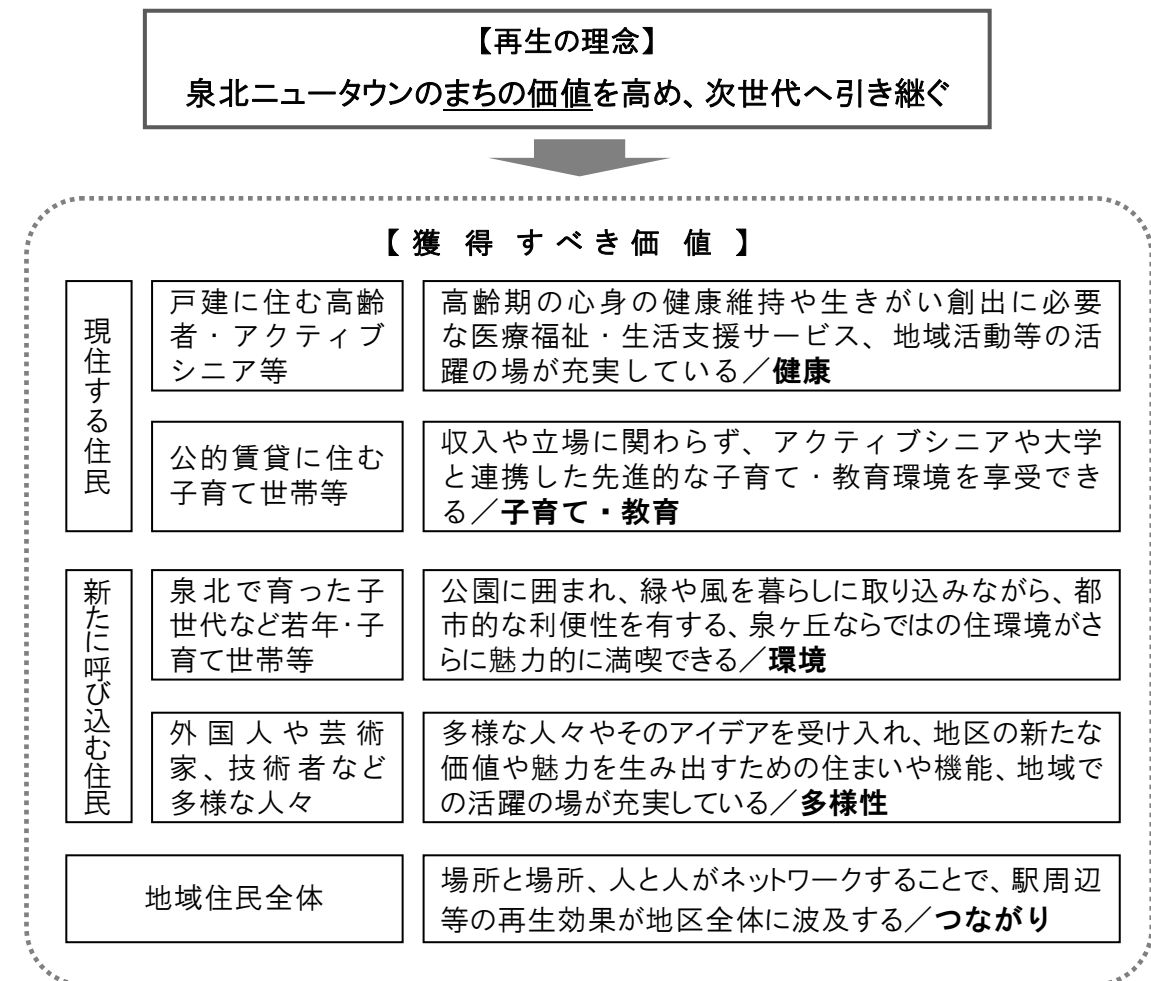 【再生の理念】
泉北ニュータウンのまちの価値を高め、次世代へ引き継ぐ
【獲得すべき価値】
現住する住民
戸建に住む高齢
者・アクティブ
シニア等
高齢期の心身の健康維持や生きがい創出に必要
な医療福祉・生活支援サービス、地域活動等の活
躍の場が充実している／健康
公的賃貸に住む
子育て世帯等
収入や立場に関わらず、アクティブシニアや大学
と連携した先進的な子育て・教育環境を享受でき
る／子育て・教育
新たに呼び込む住民
泉北で育った子
世代など若年・子
育て世帯等
公園に囲まれ、緑や風を暮らしに取り込みながら、都
市的な利便性を有する、泉ヶ丘ならではの住環境がさ
らに魅力的に満喫できる／環境
外国人や芸術
家、技術者など
多様な人々
多様な人々やそのアイデアを受け入れ、地区の新たな
価値や魅力を生み出すための住まいや機能、地域で
の活躍の場が充実している／多様性
地域住民全体
場所と場所、人と人がネットワークすることで、駅周辺
等の再生効果が地区全体に波及する／つながり